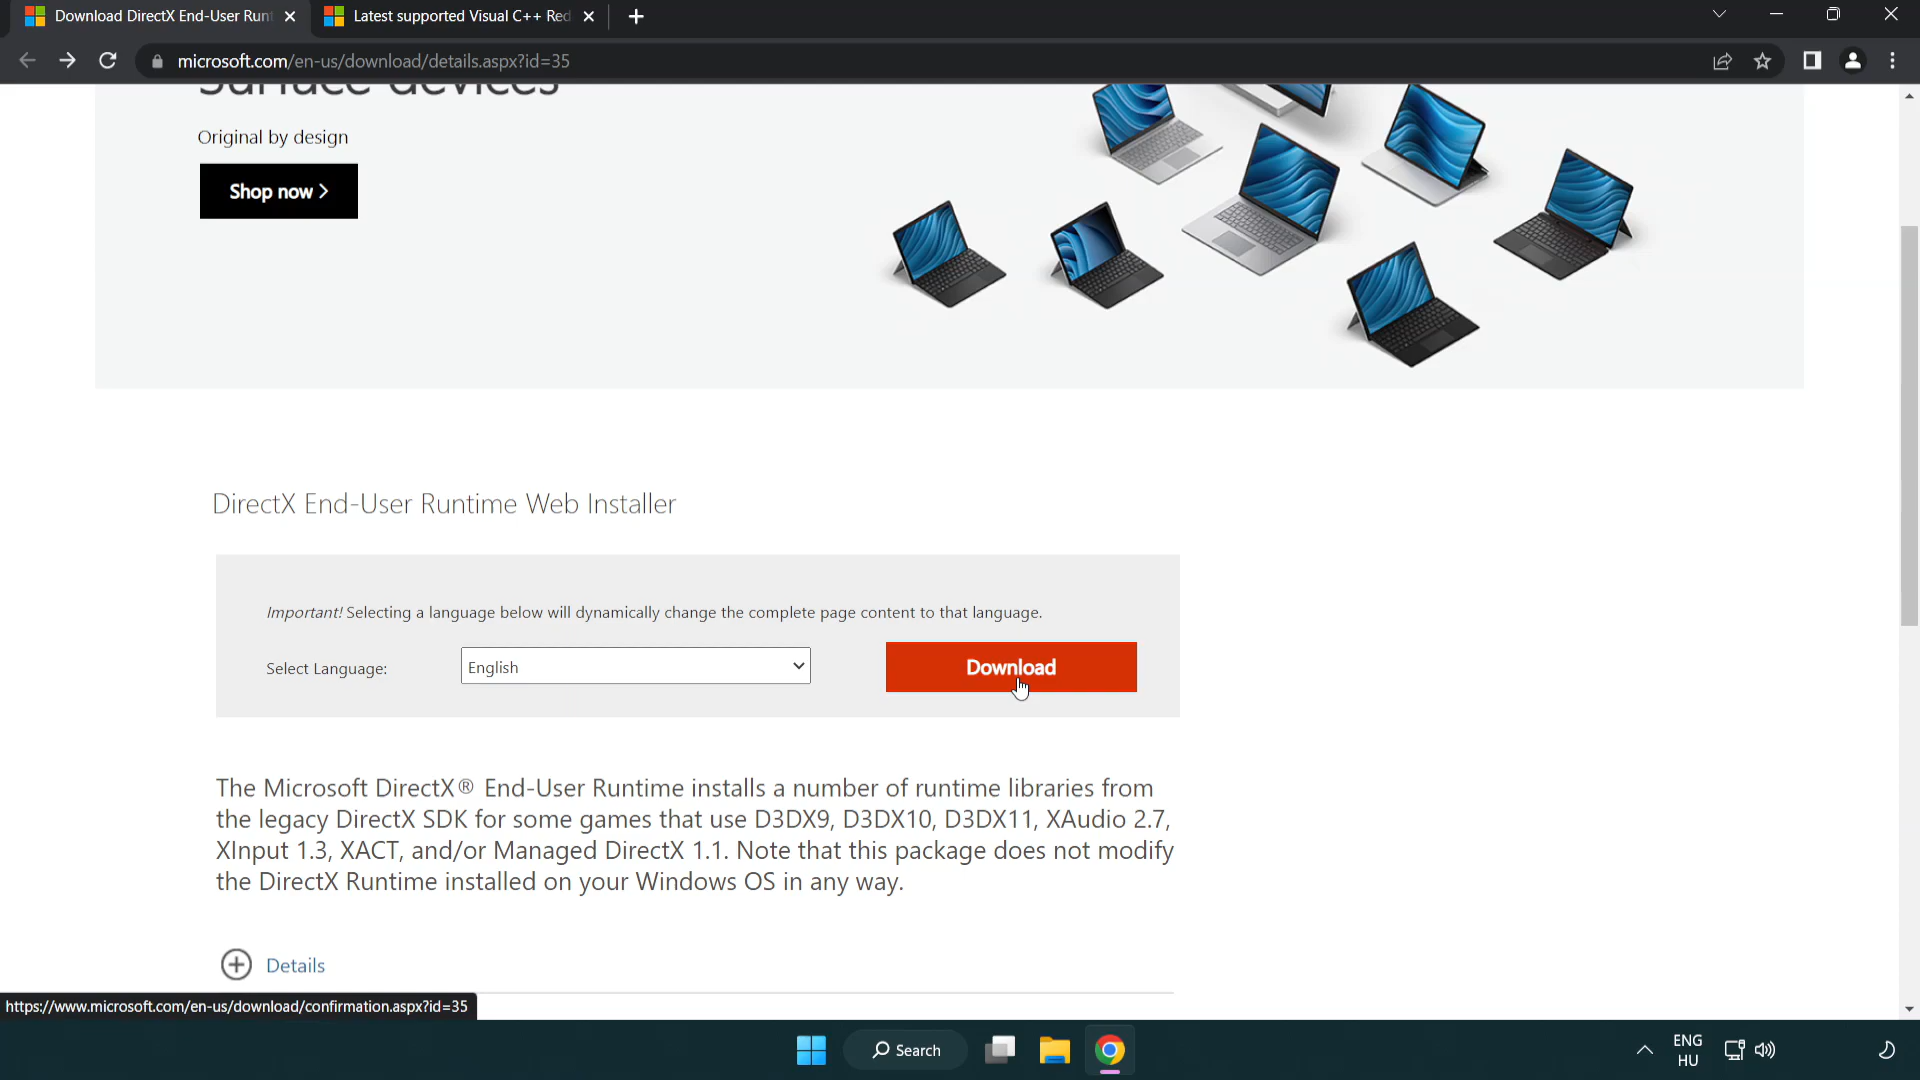 Download DirectX End-User Runt
Latest supported Visual C++ Red
microsoft.com/en-us/download/details.aspx?id=35
Surface devices
Original by design
Shop now
DirectX End-User Runtime Web Installer
Important! Selecting a language below will dynamically change the complete page content to that language.
Select Language:
English
Download
The Microsoft DirectX® End-User Runtime installs a number of runtime libraries from
the legacy DirectX SDK for some games that use D3DX9, D3DX10, D3DX11, XAudio 2.7,
XInput 1.3, XACT, and/or Managed DirectX 1.1. Note that this package does not modify
the DirectX Runtime installed on your Windows OS in any way.
Details
https://www.microsoft.com/en-us/download/confirmation.aspx?id=35
Search
ENG
HU